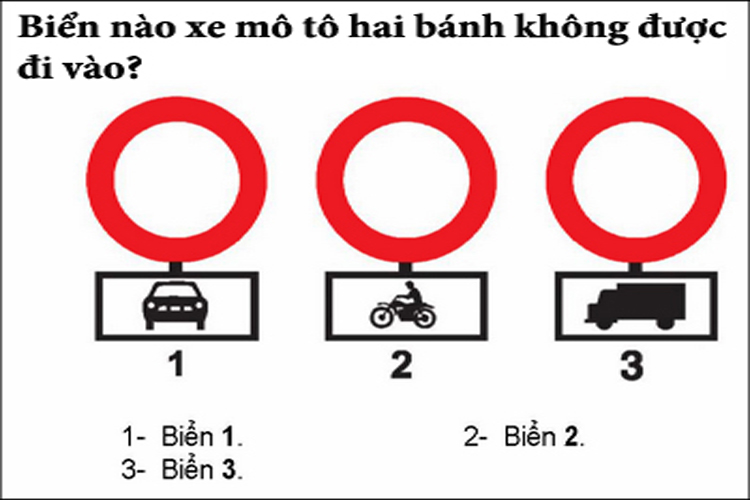 Biển nào xe mô tô hai bánh không được
đi vào?
1 2 3
1- Biển 1. 2- Biển 2.
3- Biển 3.